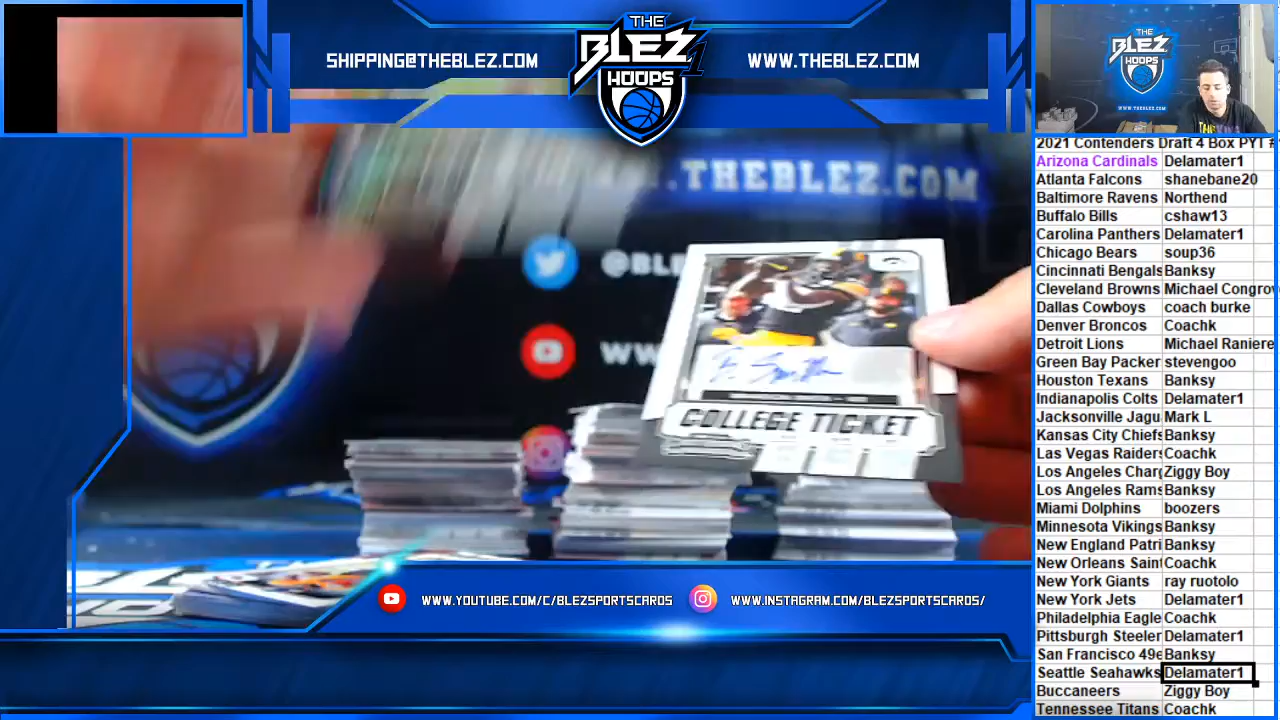 SHIPPING@THEBLEZ.COM
THE
BLEZ 1
HOOPS
WWW.THEBLEZ.COM
.THEBLEZ.COM
@BLE
WW
COLLEGE TICKET
WWW.YOUTUBE.COM/C/BLEZSPORTSCARDS
WWW.INSTAGRAM.COM/BLEZSPORTSCARDS/
THE
BLEZ
HOOPS
WWW.THEBLEZ.COM
2021 Contenders Draft 4 Box PYT #
Arizona Cardinals Delamater1
Atlanta Falcons shanebane20
Baltimore Ravens Northend
Buffalo Bills cshaw13
Carolina Panthers Delamater1
Chicago Bears soup36
Cincinnati Bengals Banksy
Cleveland Browns Michael Congrov
Dallas Cowboys coach burke
Denver Broncos Coachk
Detroit Lions Michael Raniere
Green Bay Packer stevengoo
Houston Texans Banksy
Indianapolis Colts Delamater1
Jacksonville Jagu Mark L
Kansas City Chiefs Banksy
Las Vegas Raiders Coachk
Los Angeles Charg Ziggy Boy
Los Angeles Rams Banksy
Miami Dolphins boozers
Minnesota Vikings Banksy
New England Patri Banksy
New Orleans Saint Coachk
New York Giants ray ruotolo
New York Jets Delamater1
Philadelphia Eagle Coachk
Pittsburgh Steeler Delamater1
San Francisco 49e Banksy
Seattle Seahawks Delamater1
Buccaneers Ziggy Boy
Tennessee Titans Coachk